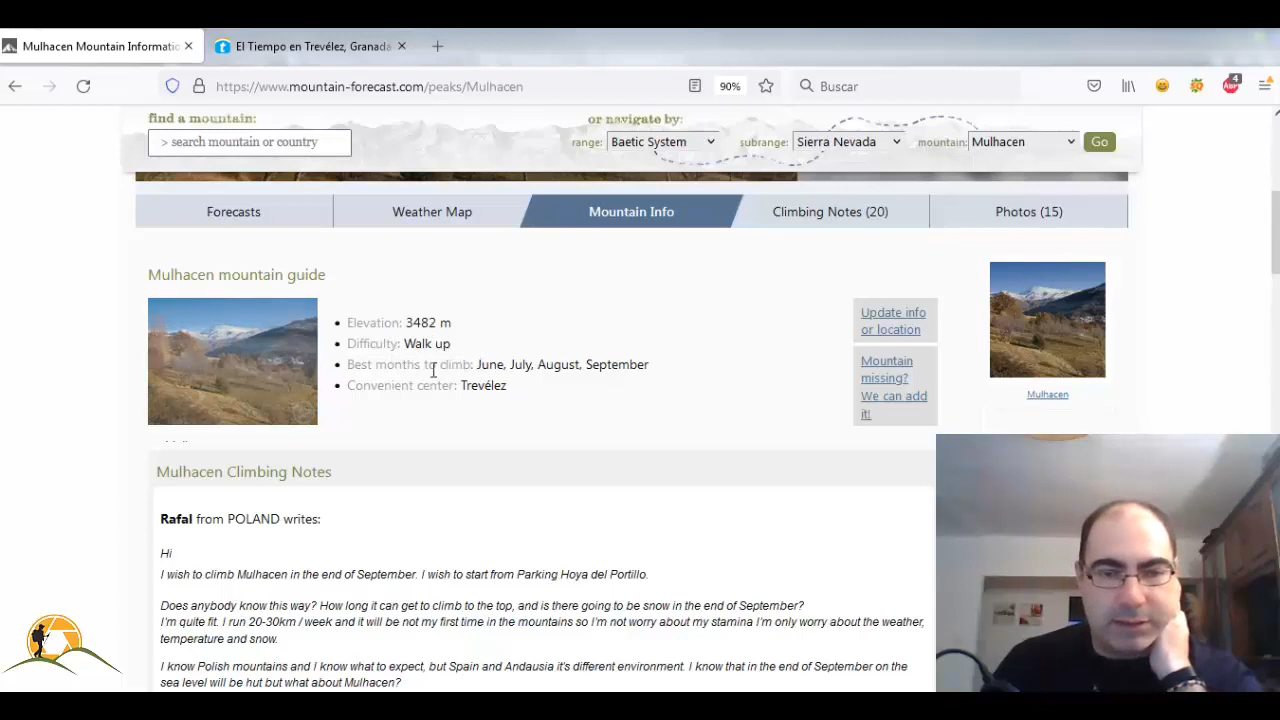 Mulhacen Mountain Informatio
El Tiempo en Trevélez, Granada
https://www.mountain-forecast.com/peaks/Mulhacen
90%
Buscar
4
find a mountain:
or navigate by:
> search mountain or country
range: Baetic System
subrange: Sierra Nevada
mountain: Mulhacen
Go
Forecasts
Weather Map
Mountain Info
Climbing Notes (20)
Photos (15)
Mulhacen mountain guide
Elevation: 3482 m
Difficulty: Walk up
Best months to climb: June, July, August, September
Convenient center: Trevélez
Update info
or location
Mountain
missing?
We can add
it!
Mulhacen
Mulhacen Climbing Notes
Rafal from POLAND writes:
Hi
I wish to climb Mulhacen in the end of September. I wish to start from Parking Hoya del Portillo.
Does anybody know this way? How long it can get to climb to the top, and is there going to be snow in the end of September?
I'm quite fit. I run 20-30km / week and it will be not my first time in the mountains so I'm not worry about my stamina I'm only worry about the weather,
temperature and snow.
I know Polish mountains and I know what to expect, but Spain and Andausia it's different environment. I know that in the end of September on the
sea level will be hut but what about Mulhacen?